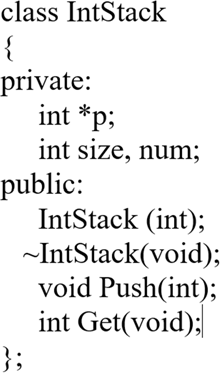 class IntStack
{
private:
int *p;
int size, num;
public:
IntStack (int);
~IntStack(void);
void Push(int);
int Get(void);
};